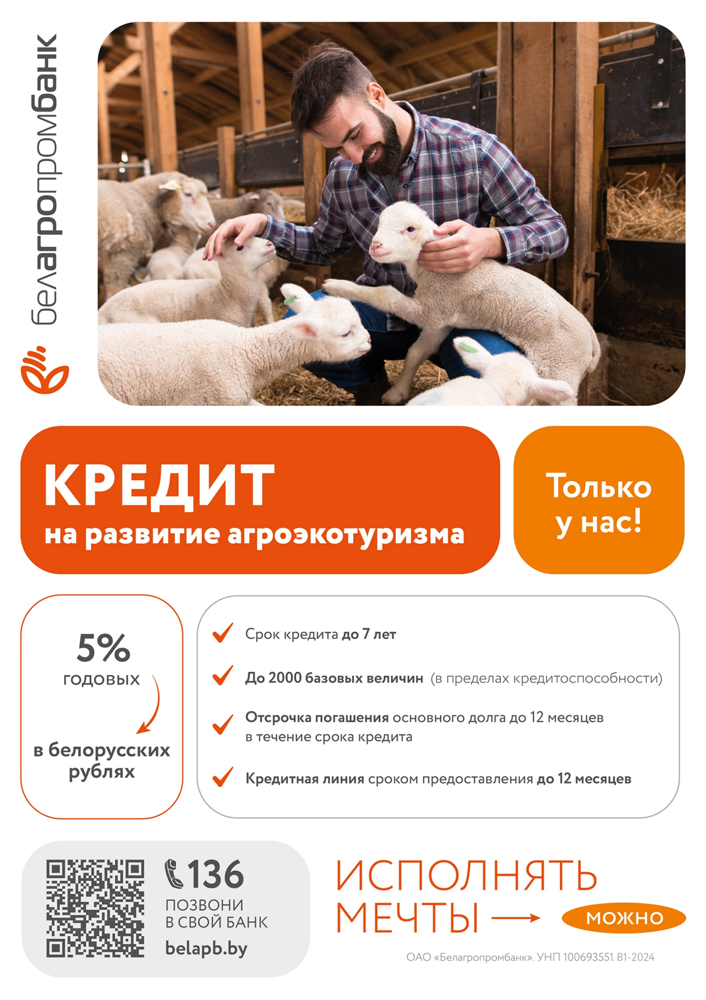 белагропромбанк
КРЕДИТ
на развитие агроэкотуризма
Только
у нас!
5%
годовых
в белорусских
рублях
Срок кредита до 7 лет
До 2000 базовых величин (в пределах кредитоспособности)
Отсрочка погашения основного долга до 12 месяцев
в течение срока кредита
Кредитная линия сроком предоставления до 12 месяцев
136
ПОЗВОНИ
В СВОЙ БАНК
belapb.by
ИСПОЛНЯТЬ
МЕЧТЫ
МОЖНО
ОАО «Белагропромбанк». УНП 100693551. В1-2024